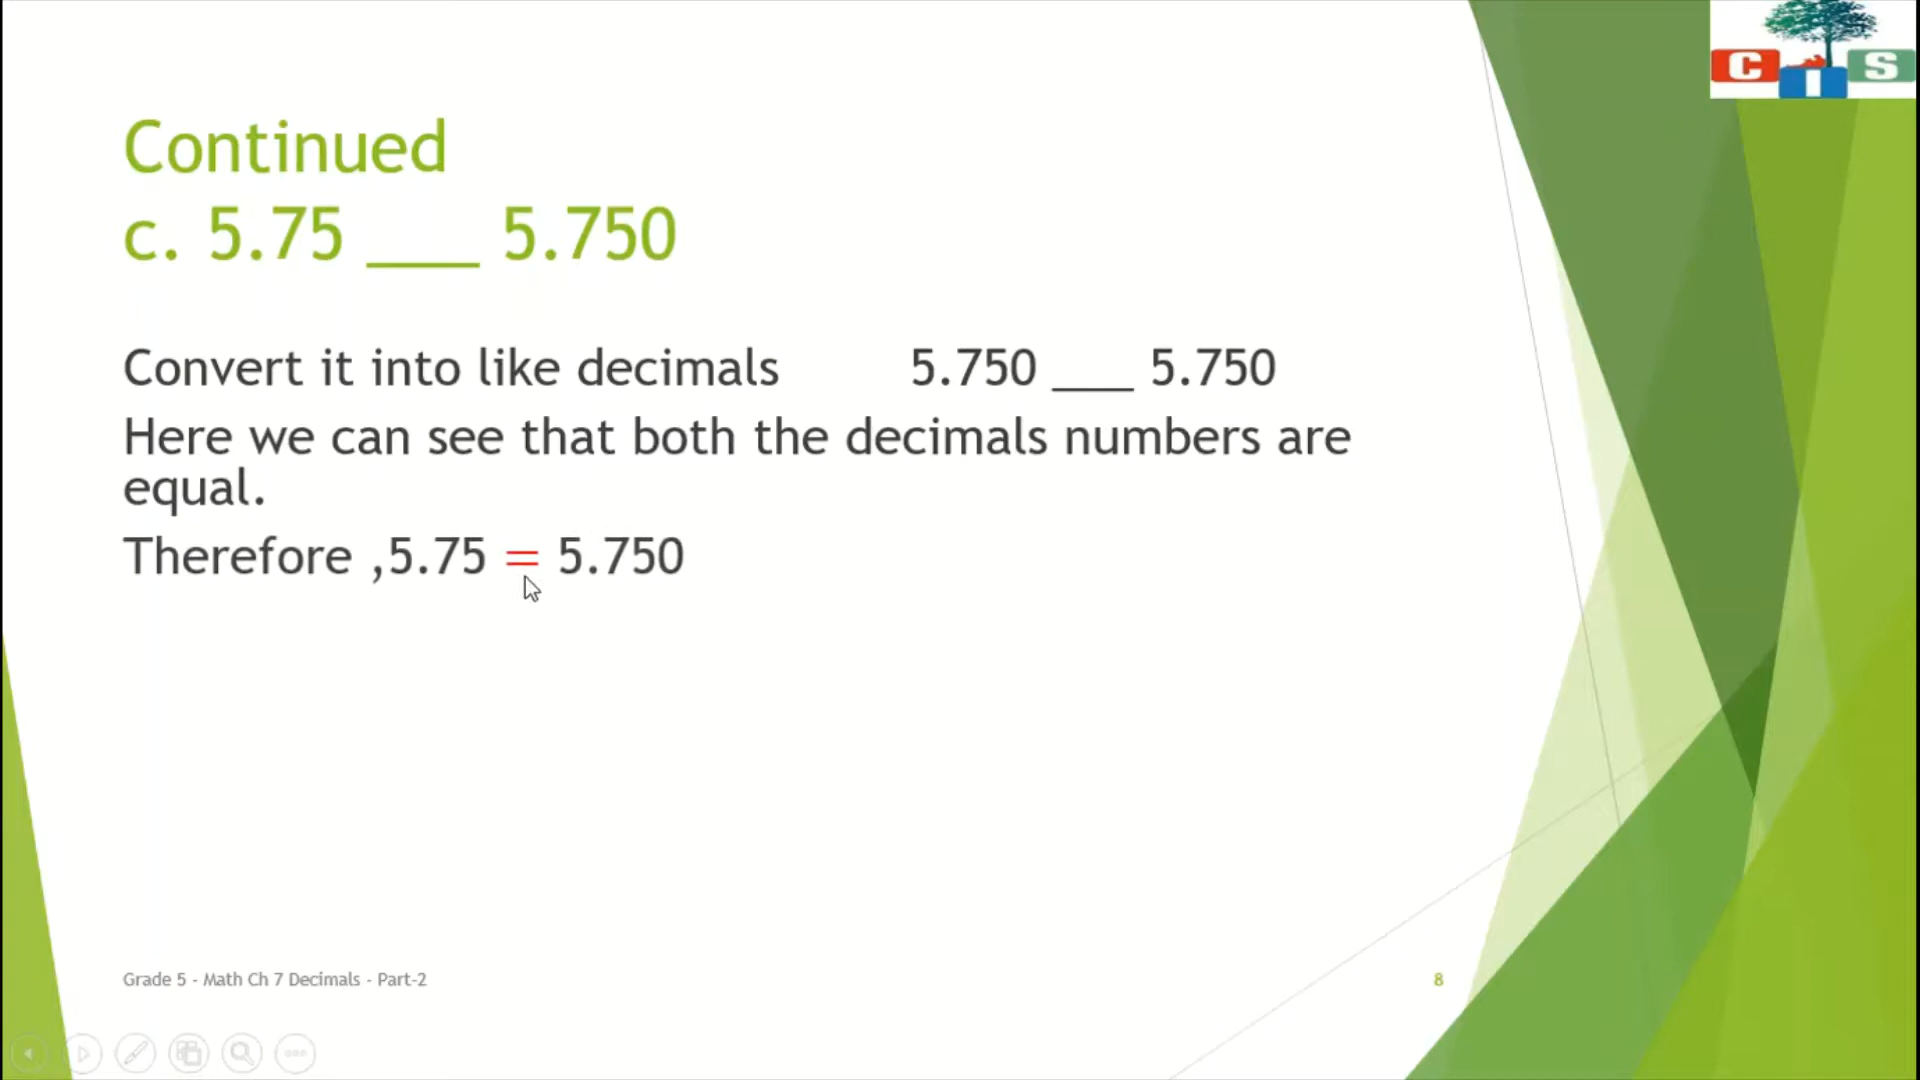 C I S
Continued
c. 5.75 ___ 5.750
Convert it into like decimals 5.750 ___ 5.750
Here we can see that both the decimals numbers are
equal.
Therefore ,5.75 = 5.750
Grade 5 - Math Ch 7 Decimals - Part-2
8